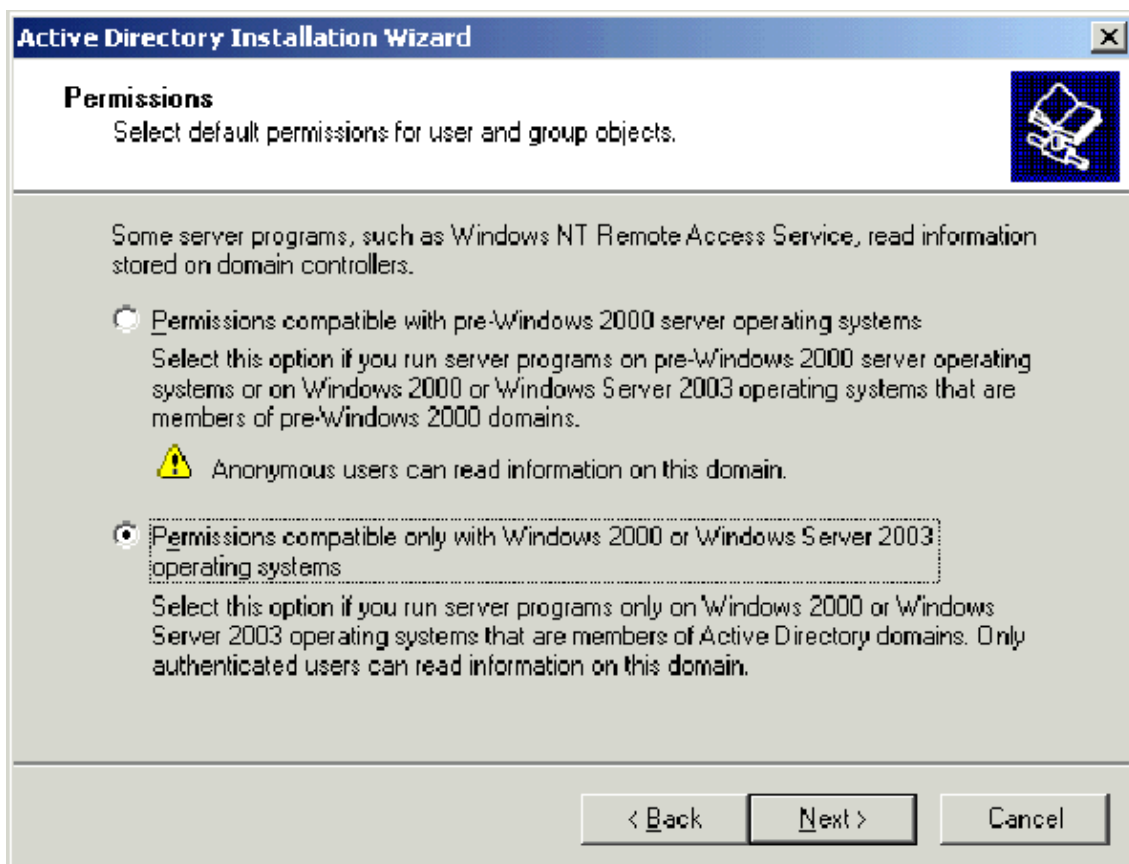 Active Directory Installation Wizard
Permissions
Select default permissions for user and group objects.
Some server programs, such as Windows NT Remote Access Service, read information
stored on domain controllers.
Permissions compatible with pre-Windows 2000 server operating systems
Select this option if you run server programs on pre-Windows 2000 server operating
systems or on Windows 2000 or Windows Server 2003 operating systems that are
members of pre-Windows 2000 domains.
Anonymous users can read information on this domain.
Permissions compatible only with Windows 2000 or Windows Server 2003
operating systems
Select this option if you run server programs only on Windows 2000 or Windows
Server 2003 operating systems that are members of Active Directory domains. Only
authenticated users can read information on this domain.
< Back Next > Cancel